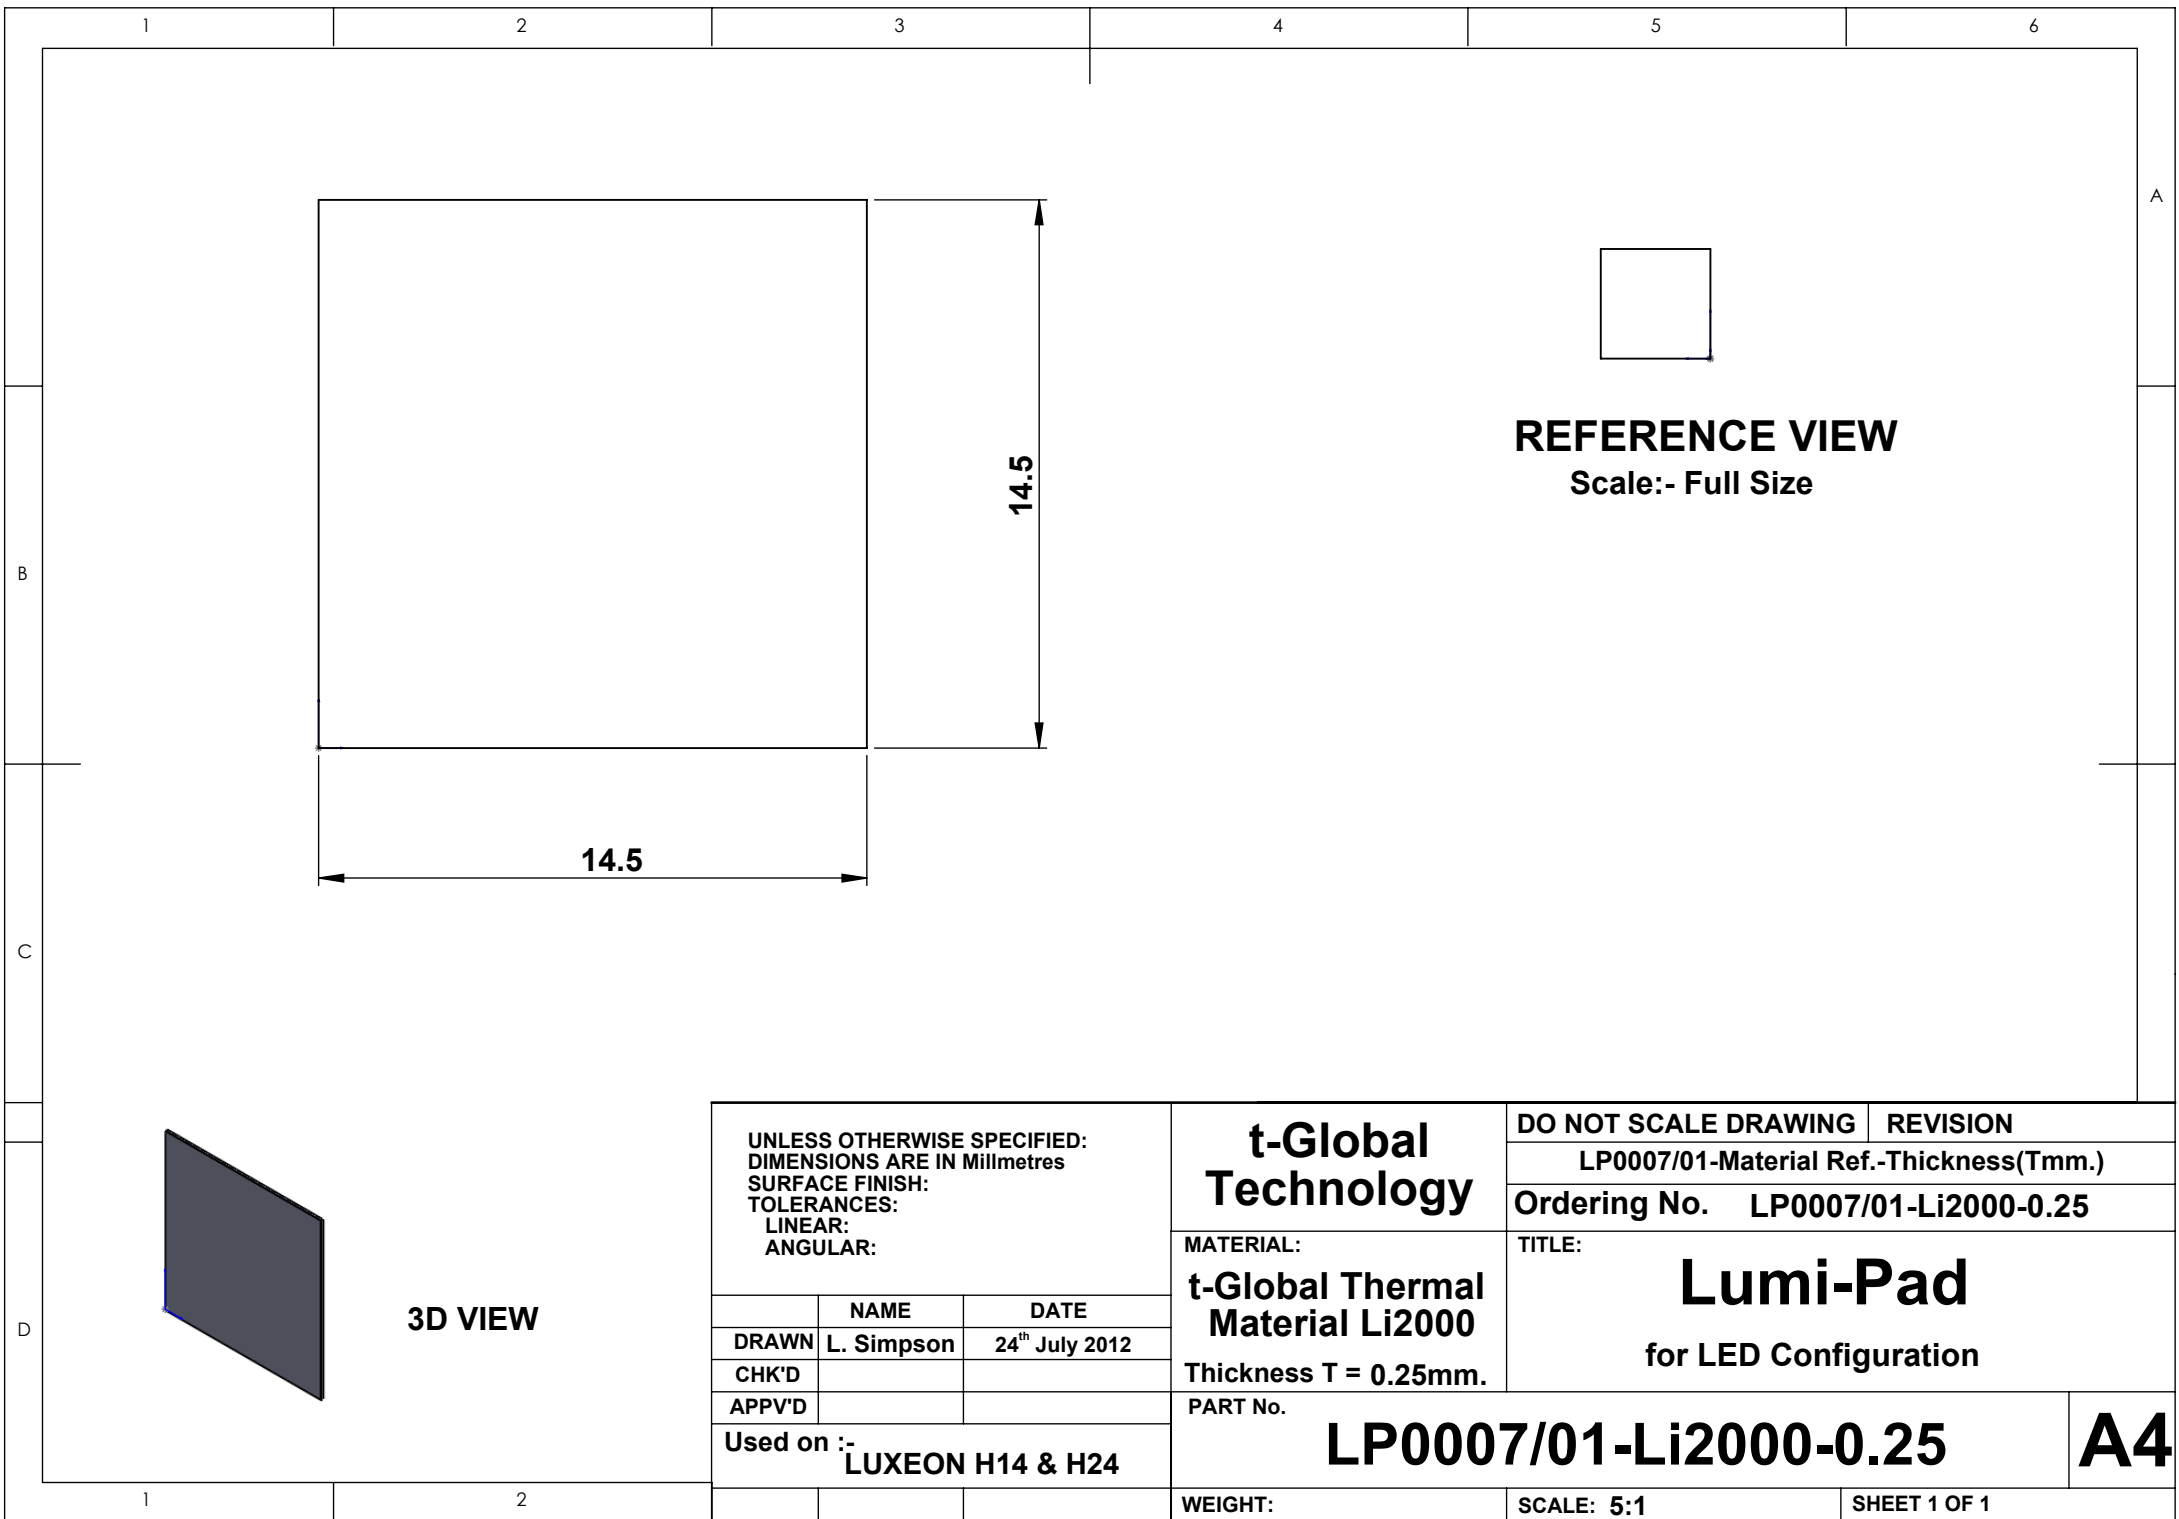 1 2 3 4 5 6
A
14.5
REFERENCE VIEW
Scale:- Full Size
B
14.5
C
3D VIEW
D
UNLESS OTHERWISE SPECIFIED:
DIMENSIONS ARE IN Millmetres
SURFACE FINISH:
TOLERANCES:
LINEAR:
ANGULAR:
NAME DATE
DRAWN L. Simpson 24th July 2012
CHK'D
APPV'D
Used on :-
LUXEON H14 & H24
t-Global
Technology
MATERIAL:
t-Global Thermal
Material Li2000
Thickness T = 0.25mm.
DO NOT SCALE DRAWING REVISION
LP0007/01-Material Ref.-Thickness(Tmm.)
Ordering No. LP0007/01-Li2000-0.25
TITLE:
Lumi-Pad
for LED Configuration
PART No.
LP0007/01-Li2000-0.25
A4
WEIGHT:
SCALE: 5:1
SHEET 1 OF 1
1 2